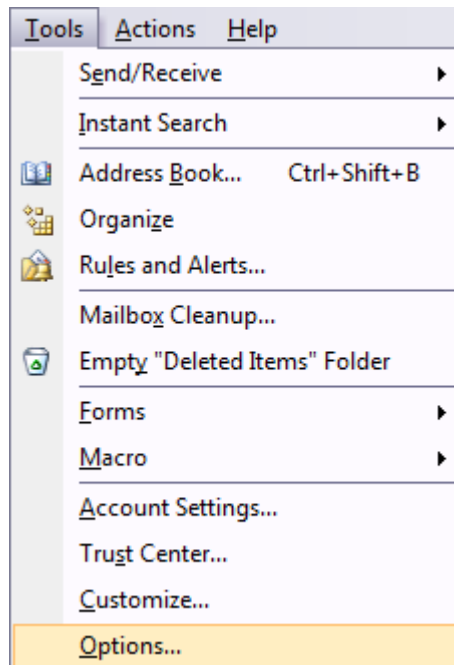 Tools Actions Help
Send/Receive
Instant Search
Address Book... Ctrl+Shift+B
Organize
Rules and Alerts...
Mailbox Cleanup...
Empty "Deleted Items" Folder
Forms
Macro
Account Settings...
Trust Center...
Customize...
Options...